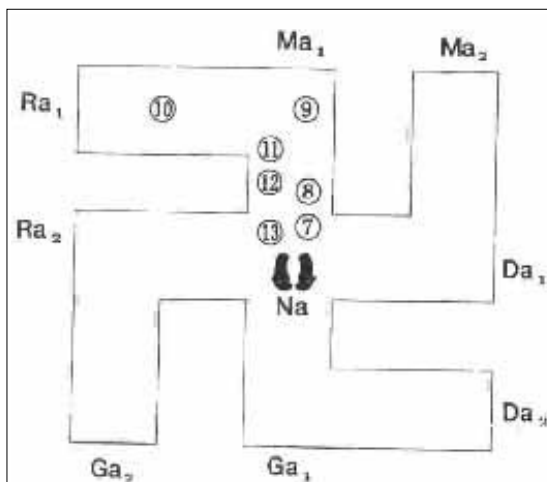 Ma₁ Ma₂
Ra₁ ⑩ ⑨
⑪
⑫ ⑧
Ra₂ ⑬ ⑦
Da₁
Na
Da₂
Ga₂ Ga₁